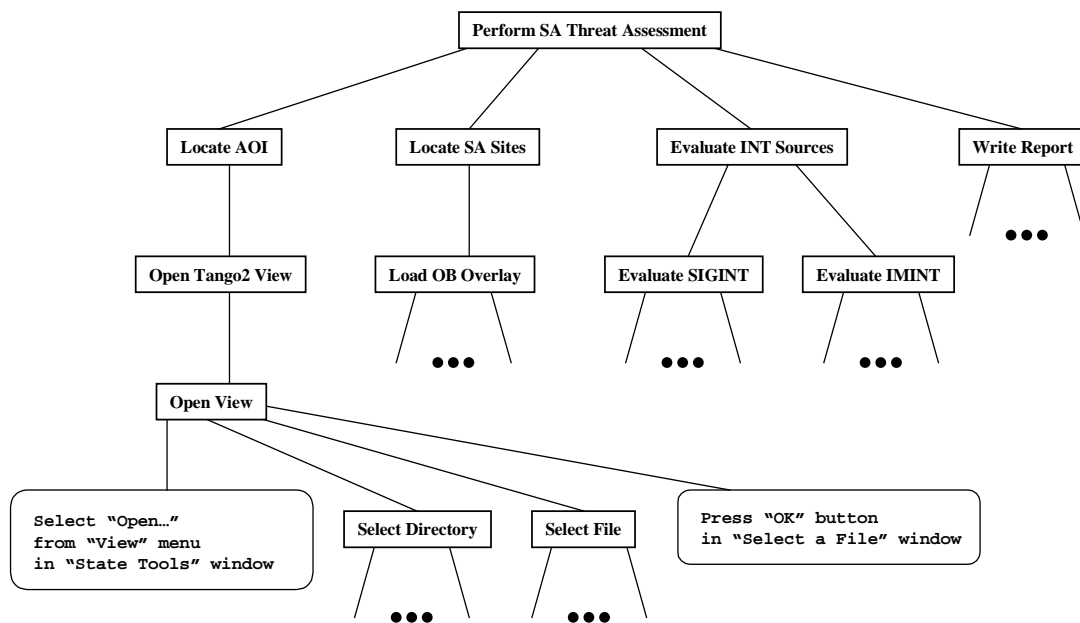 Perform SA Threat Assessment
Locate AOI
Locate SA Sites
Evaluate INT Sources
Write Report
Open Tango2 View
Load OB Overlay
Evaluate SIGINT
Evaluate IMINT
Open View
Select “Open…”
from “View” menu
in “State Tools” window
Select Directory
Select File
Press “OK” button
in “Select a File” window